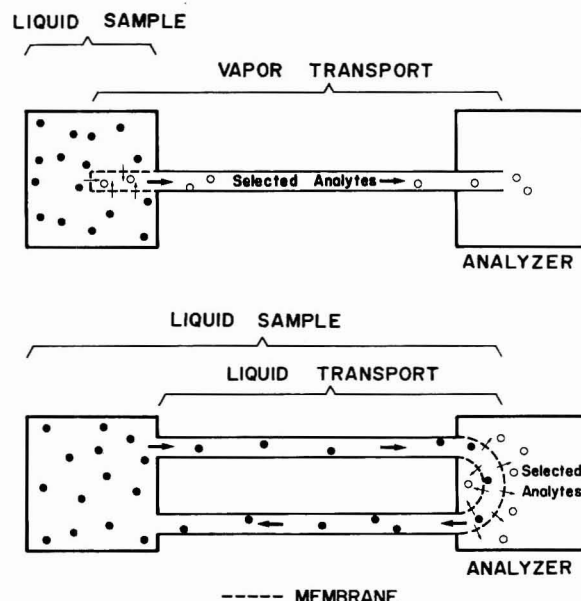 LIQUID SAMPLE
VAPOR TRANSPORT
Selected Analytes
ANALYZER
LIQUID SAMPLE
LIQUID TRANSPORT
Selected
Analytes
ANALYZER
MEMBRANE